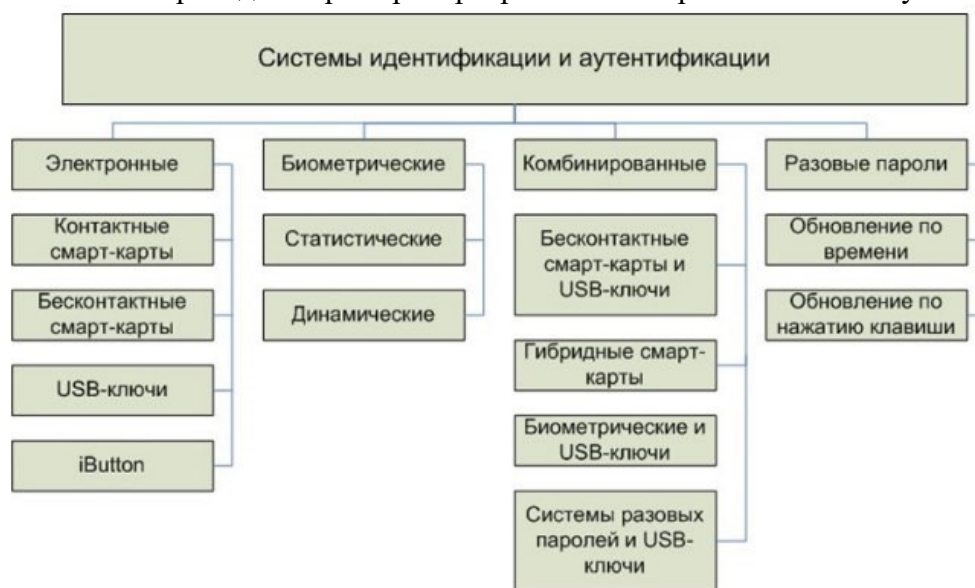 Системы идентификации и аутентификации
Электронные
Контактные
смарт-карты
Бесконтактные
смарт-карты
USB-ключи
iButton
Биометрические
Статистические
Динамические
Комбинированные
Бесконтактные
смарт-карты и
USB-ключи
Гибридные смарт-
карты
Биометрические и
USB-ключи
Системы разовых
паролей и USB-
ключи
Разовые пароли
Обновление по
времени
Обновление по
нажатию клавиши